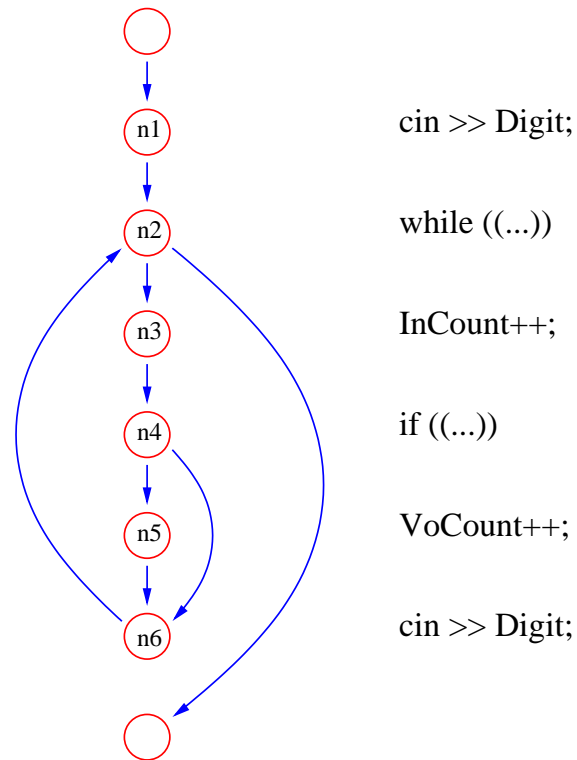 n1 cin >> Digit;
n2 while ((...))
n3 InCount++;
n4 if ((...))
n5 VoCount++;
n6 cin >> Digit;